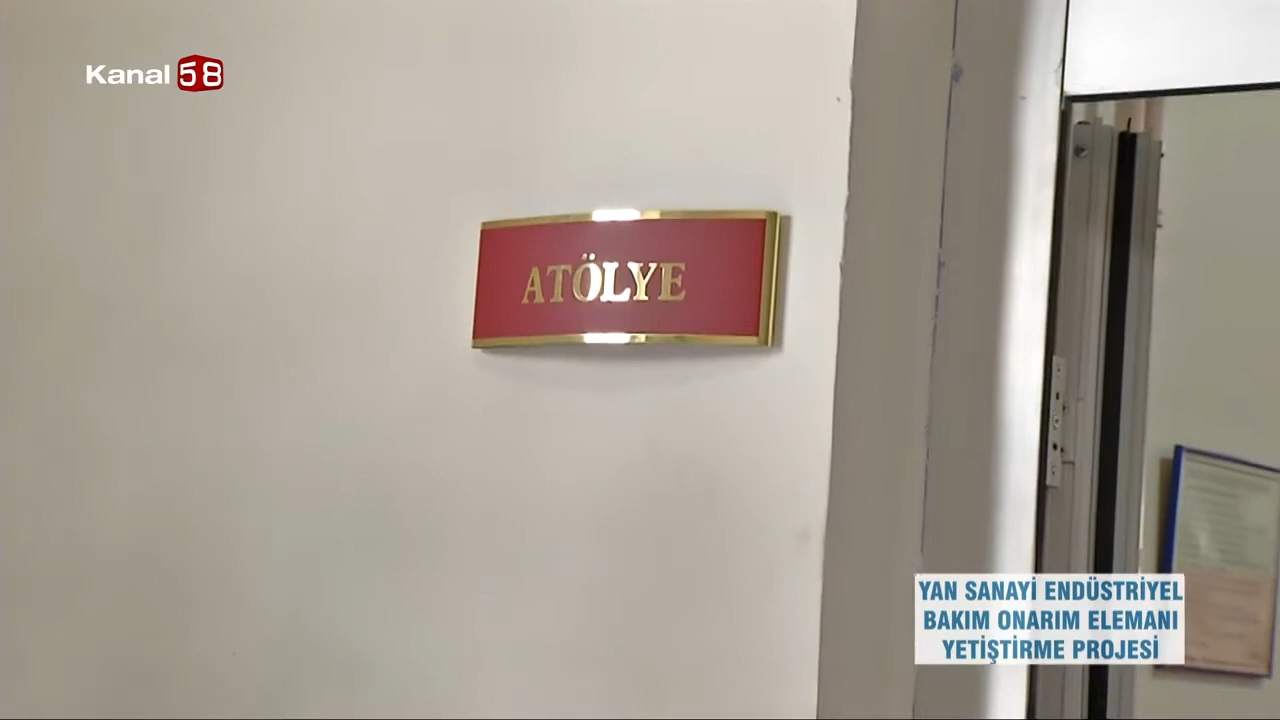 Kanal 58
ATÖLYE
YAN SANAYİ ENDÜSTRİYEL
BAKIM ONARIM ELEMANI
YETİŞTİRME PROJESİ